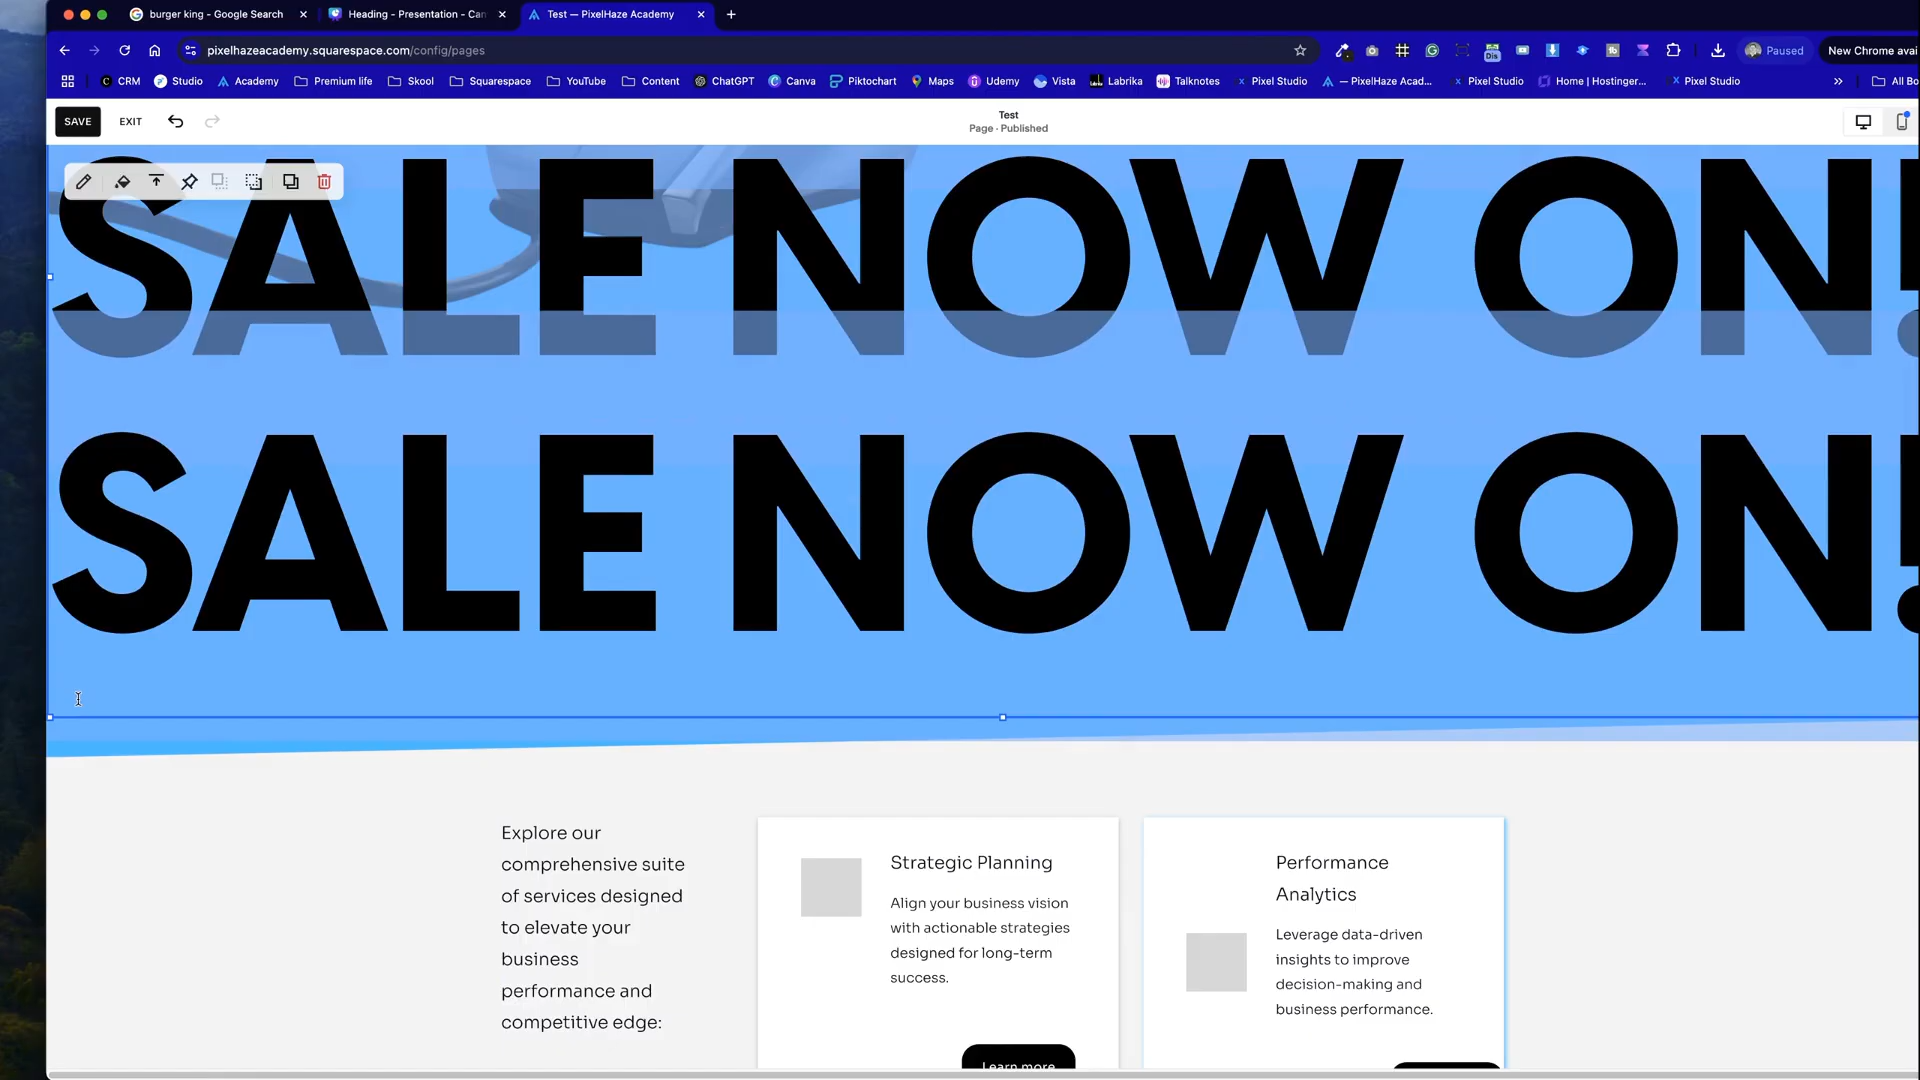 burger king - Google Search
Heading - Presentation - Can
Test — PixelHaze Academy
pixelhazeacademy.squarespace.com/config/pages
Paused
New Chrome avai
CRM
Studio
Academy
Premium life
Skool
Squarespace
YouTube
Content
ChatGPT
Canva
Piktochart
Maps
Udemy
Vista
Labrika
Talknotes
Pixel Studio
— PixelHaze Acad...
Pixel Studio
Home | Hostinger...
Pixel Studio
All Bo
SAVE
EXIT
Test
Page · Published
SALE NOW ON!
SALE NOW ON!
Explore our
comprehensive suite
of services designed
to elevate your
business
performance and
competitive edge:
Strategic Planning
Align your business vision
with actionable strategies
designed for long-term
success.
Learn more
Performance
Analytics
Leverage data-driven
insights to improve
decision-making and
business performance.